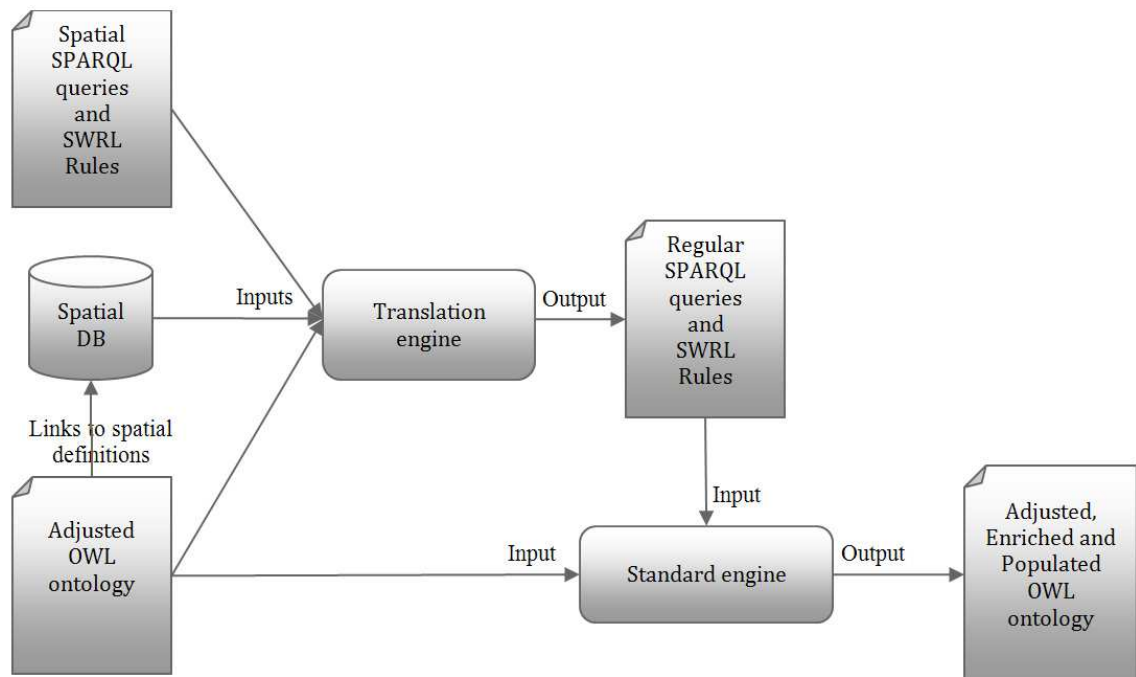 Spatial
SPARQL
queries
and
SWRL
Rules
Spatial
DB
Inputs
Translation
engine
Output
Regular
SPARQL
queries
and
SWRL
Rules
Links to spatial
definitions
Adjusted
OWL
ontology
Input
Input
Standard engine
Output
Adjusted,
Enriched and
Populated
OWL
ontology